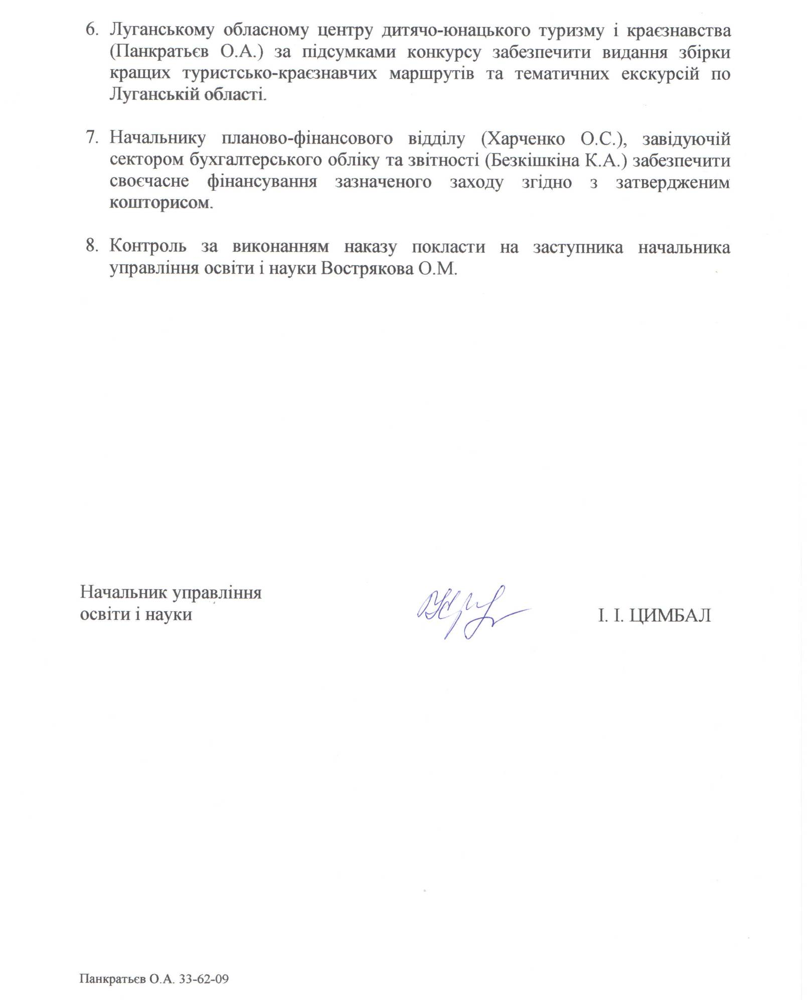 6. Луганському обласному центру дитячо-юнацького туризму і краєзнавства
(Панкратьєв О.А.) за підсумками конкурсу забезпечити видання збірки
кращих туристсько-краєзнавчих маршрутів та тематичних екскурсій по
Луганській області.
7. Начальнику планово-фінансового відділу (Харченко О.С.), завідуючій
сектором бухгалтерського обліку та звітності (Безкішкіна К.А.) забезпечити
своєчасне фінансування зазначеного заходу згідно з затвердженим
кошторисом.
8. Контроль за виконанням наказу покласти на заступника начальника
управління освіти і науки Вострякова О.М.
Начальник управління
освіти і науки І. І. ЦИМБАЛ
Панкратьєв О.А. 33-62-09